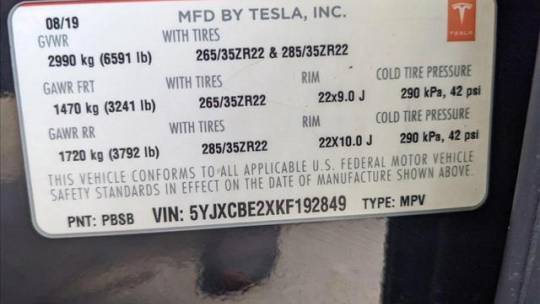 08/19 MFD BY TESLA, INC.
TESLA
GVWR WITH TIRES
2990 kg (6591 lb) 265/35ZR22 & 285/35ZR22
GAWR FRT WITH TIRES RIM COLD TIRE PRESSURE
1470 kg (3241 lb) 265/35ZR22 22x9.0 J 290 kPa, 42 psi
GAWR RR WITH TIRES RIM COLD TIRE PRESSURE
1720 kg (3792 lb) 285/35ZR22 22X10.0 J 290 kPa, 42 psi
THIS VEHICLE CONFORMS TO ALL APPLICABLE U.S. FEDERAL MOTOR VEHICLE
SAFETY STANDARDS IN EFFECT ON THE DATE OF MANUFACTURE SHOWN ABOVE.
PNT: PBSB VIN: 5YJXCBE2XKF192849 TYPE: MPV